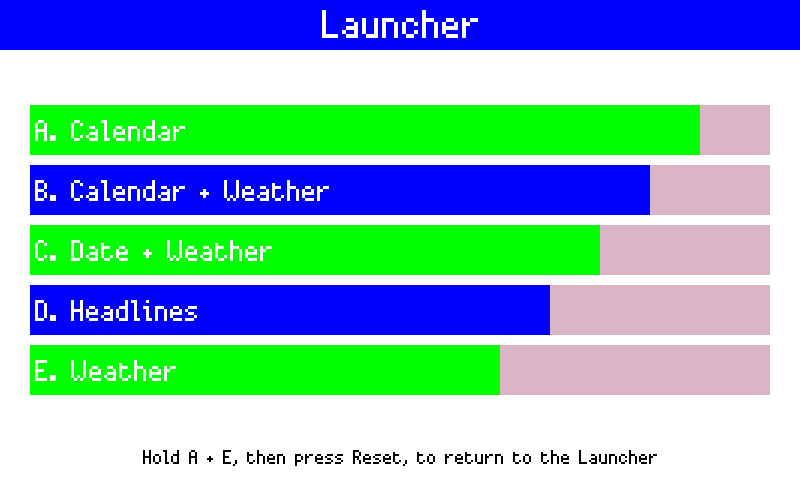 Launcher
A. Calendar
B. Calendar + Weather
C. Date + Weather
D. Headlines
E. Weather
Hold A + E, then press Reset, to return to the Launcher